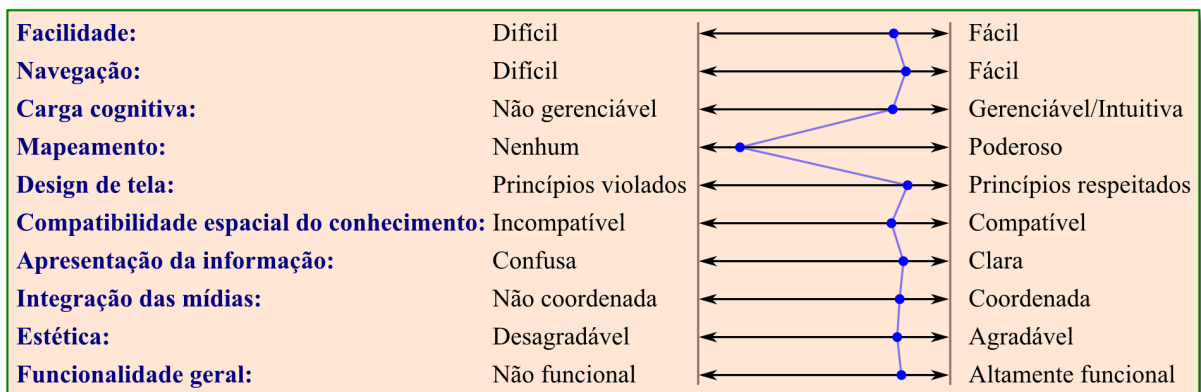 Facilidade: Difícil Fácil
Navegação: Difícil Fácil
Carga cognitiva: Não gerenciável Gerenciável/Intuitiva
Mapeamento: Nenhum Poderoso
Design de tela: Princípios violados Princípios respeitados
Compatibilidade espacial do conhecimento: Incompatível Compatível
Apresentação da informação: Confusa Clara
Integração das mídias: Não coordenada Coordenada
Estética: Desagradável Agradável
Funcionalidade geral: Não funcional Altamente funcional